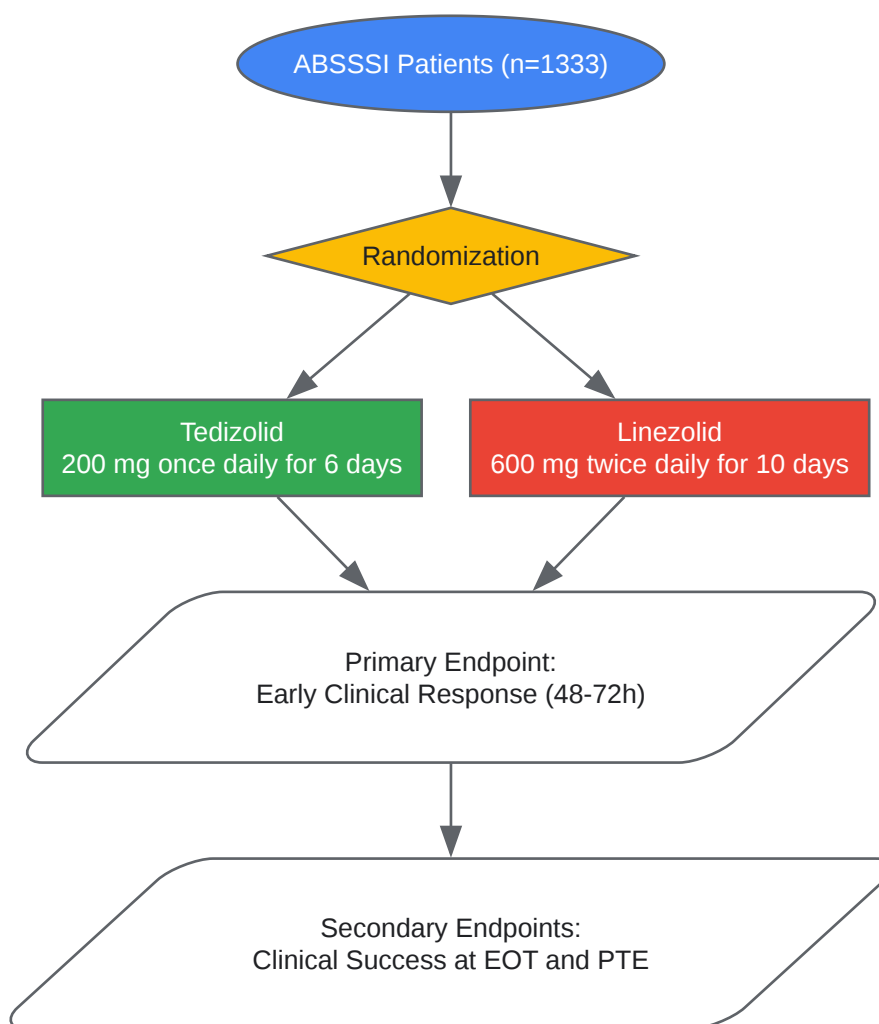 ABSSSI Patients (n=1333)
Randomization
Tedizolid
200 mg once daily for 6 days
Linezolid
600 mg twice daily for 10 days
Primary Endpoint:
Early Clinical Response (48-72h)
Secondary Endpoints:
Clinical Success at EOT and PTE